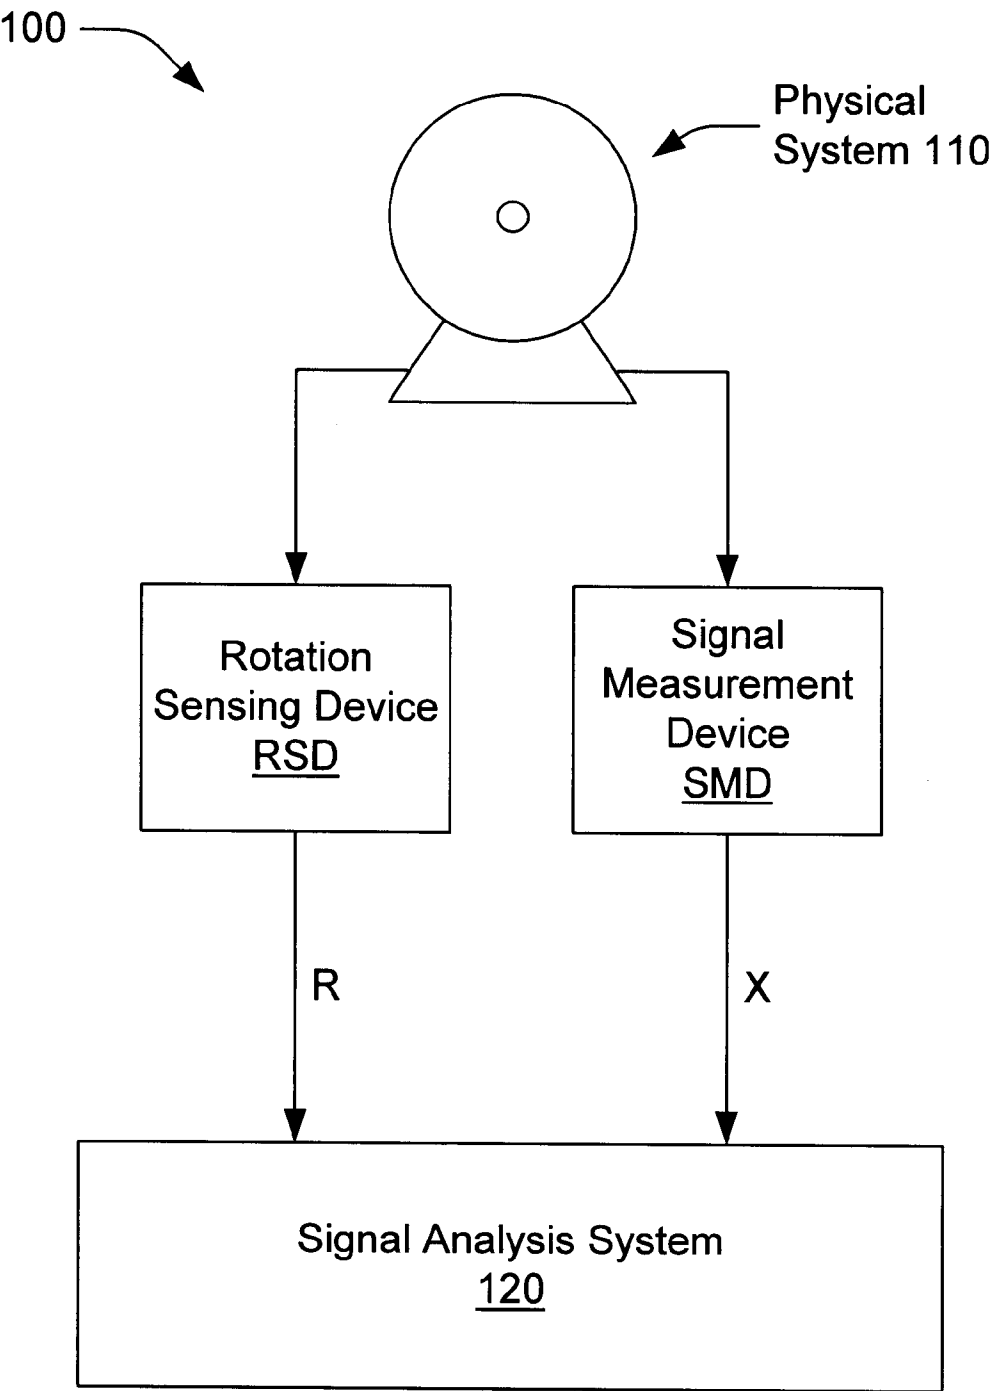 100
Physical
System 110
Rotation
Sensing Device
RSD
Signal
Measurement
Device
SMD
R
X
Signal Analysis System
120